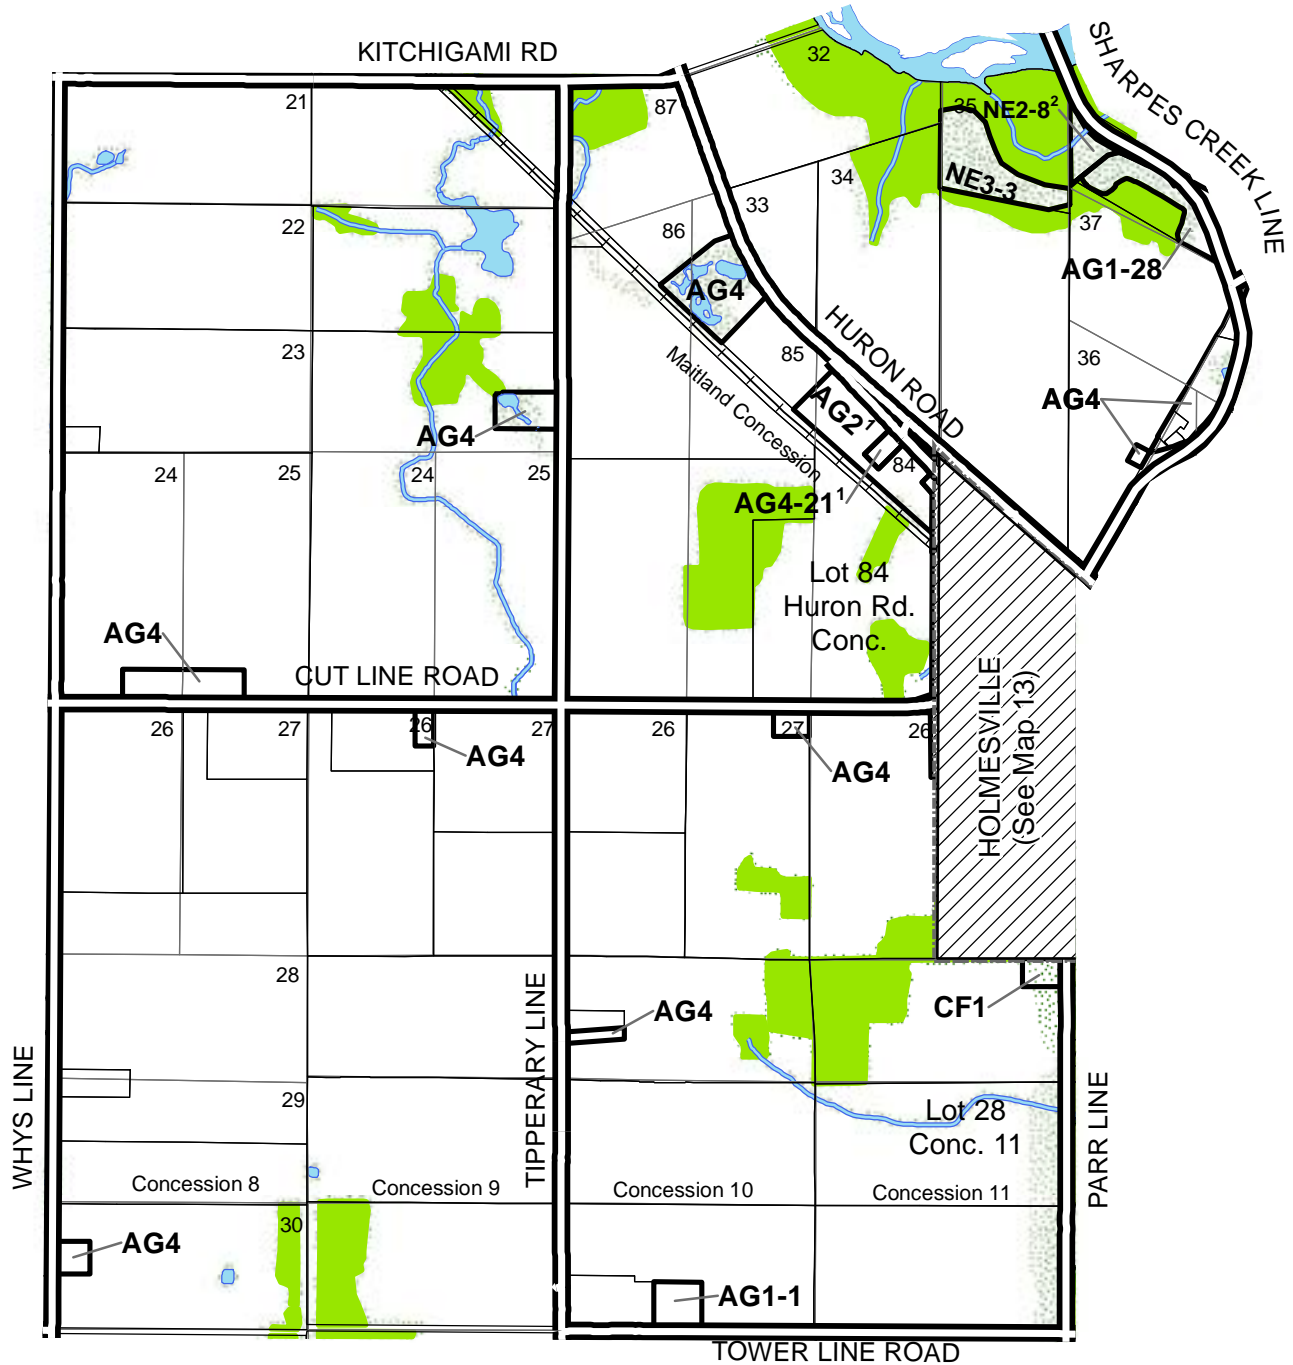 KITCHIGAMI RD
SHARPES CREEK LINE
32
21
87
35
NE2-8²
34
NE3-3
33
22
86
37
AG4
AG1-28
HURON ROAD
23
85
36
Maitland Concession
AG4
AG2¹
AG4
84
24
25
24
25
AG4-21¹
Lot 84
Huron Rd.
Conc.
AG4
CUT LINE ROAD
HOLMESVILLE
(See Map 13)
26
27
26
27
26
27
26
AG4
AG4
28
TIPPERARY LINE
AG4
CF1
WHYS LINE
29
Lot 28
Conc. 11
PARR LINE
Concession 8
Concession 9
Concession 10
Concession 11
30
AG4
AG1-1
TOWER LINE ROAD